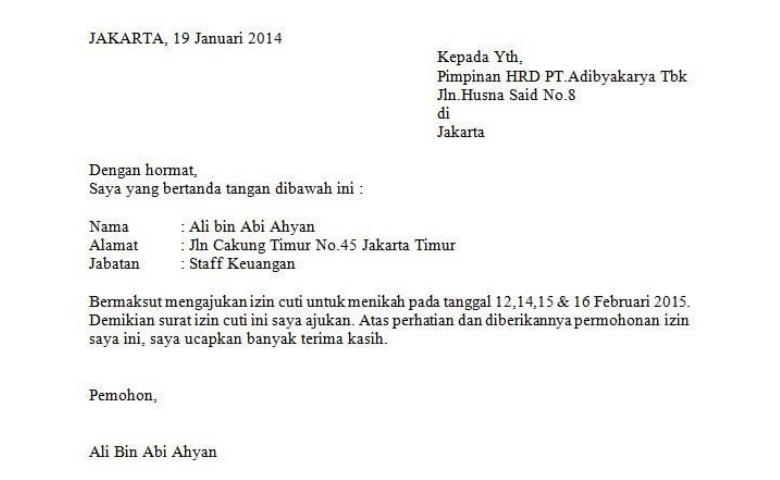 JAKARTA, 19 Januari 2014
Kepada Yth,
Pimpinan HRD PT.Adibyakarya Tbk
Jln.Husna Said No.8
di
Jakarta
Dengan hormat,
Saya yang bertanda tangan dibawah ini :
Nama : Ali bin Abi Ahyan
Alamat : Jln Cakung Timur No.45 Jakarta Timur
Jabatan : Staff Keuangan
Bermaksut mengajukan izin cuti untuk menikah pada tanggal 12,14,15 & 16 Februari 2015.
Demikian surat izin cuti ini saya ajukan. Atas perhatian dan diberikannya permohonan izin
saya ini, saya ucapkan banyak terima kasih.
Pemohon,
Ali Bin Abi Ahyan